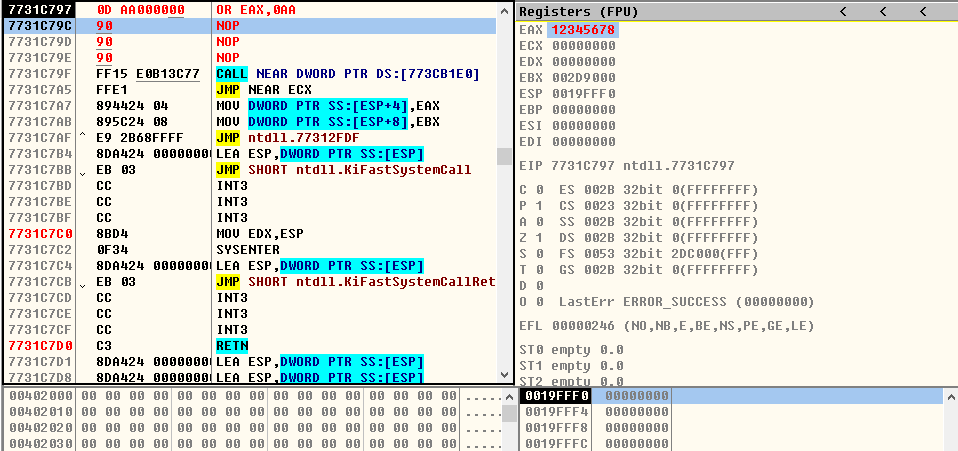 7731C797 0D AA000000 OR EAX,0AA
7731C79C 90 NOP
7731C79D 90 NOP
7731C79E 90 NOP
7731C79F FF15 E0B13C77 CALL NEAR DWORD PTR DS:[773CB1E0]
7731C7A5 FFE1 JMP NEAR ECX
7731C7A7 894424 04 MOV DWORD PTR SS:[ESP+4],EAX
7731C7AB 895C24 08 MOV DWORD PTR SS:[ESP+8],EBX
7731C7AF ^ E9 2B68FFFF JMP ntdll.77312FDF
7731C7B4 8DA424 0000000 LEA ESP,DWORD PTR SS:[ESP]
7731C7BB ⌄ EB 03 JMP SHORT ntdll.KiFastSystemCall
7731C7BD CC INT3
7731C7BE CC INT3
7731C7BF CC INT3
7731C7C0 8BD4 MOV EDX,ESP
7731C7C2 0F34 SYSENTER
7731C7C4 8DA424 0000000 LEA ESP,DWORD PTR SS:[ESP]
7731C7CB ⌄ EB 03 JMP SHORT ntdll.KiFastSystemCallRet
7731C7CD CC INT3
7731C7CE CC INT3
7731C7CF CC INT3
7731C7D0 C3 RETN
7731C7D1 8DA424 0000000 LEA ESP,DWORD PTR SS:[ESP]
7731C7D8 8DA424 0000000 LEA ESP,DWORD PTR SS:[ESP]
Registers (FPU) < < <
EAX 12345678
ECX 00000000
EDX 00000000
EBX 002D9000
ESP 0019FFF0
EBP 00000000
ESI 00000000
EDI 00000000
EIP 7731C797 ntdll.7731C797
C 0 ES 002B 32bit 0(FFFFFFFF)
P 1 CS 0023 32bit 0(FFFFFFFF)
A 0 SS 002B 32bit 0(FFFFFFFF)
Z 1 DS 002B 32bit 0(FFFFFFFF)
S 0 FS 0053 32bit 2DC000(FFF)
T 0 GS 002B 32bit 0(FFFFFFFF)
D 0
O 0 LastErr ERROR_SUCCESS (00000000)
EFL 00000246 (NO,NB,E,BE,NS,PE,GE,LE)
ST0 empty 0.0
ST1 empty 0.0
ST2 empty 0.0
00402000 00 00 00 00 00 00 00 00 00 00 00 00 00 00 00 00 .....
00402010 00 00 00 00 00 00 00 00 00 00 00 00 00 00 00 00 .....
00402020 00 00 00 00 00 00 00 00 00 00 00 00 00 00 00 00 .....
00402030 00 00 00 00 00 00 00 00 00 00 00 00 00 00 00 00 .....
0019FFF0 00000000
0019FFF4 00000000
0019FFF8 00000000
0019FFFC 00000000